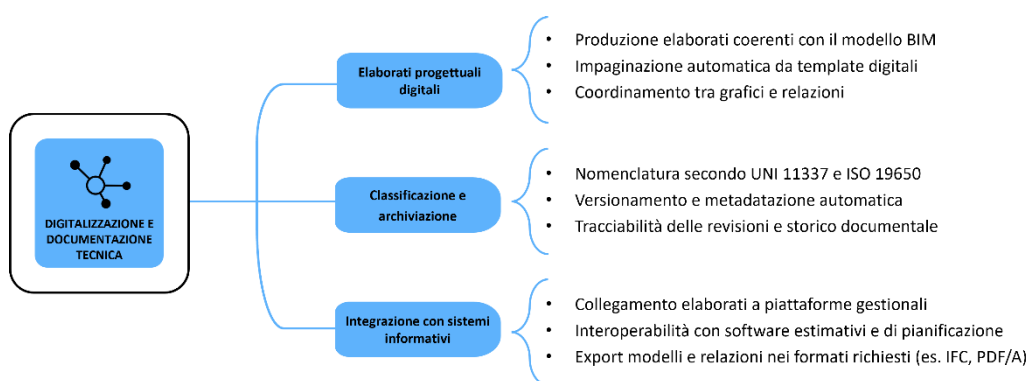 DIGITALIZZAZIONE E
DOCUMENTAZIONE
TECNICA
Elaborati progettuali
digitali
• Produzione elaborati coerenti con il modello BIM
• Impaginazione automatica da template digitali
• Coordinamento tra grafici e relazioni
Classificazione e
archiviazione
• Nomenclatura secondo UNI 11337 e ISO 19650
• Versionamento e metadatazione automatica
• Tracciabilità delle revisioni e storico documentale
Integrazione con sistemi
informativi
• Collegamento elaborati a piattaforme gestionali
• Interoperabilità con software estimativi e di pianificazione
• Export modelli e relazioni nei formati richiesti (es. IFC, PDF/A)